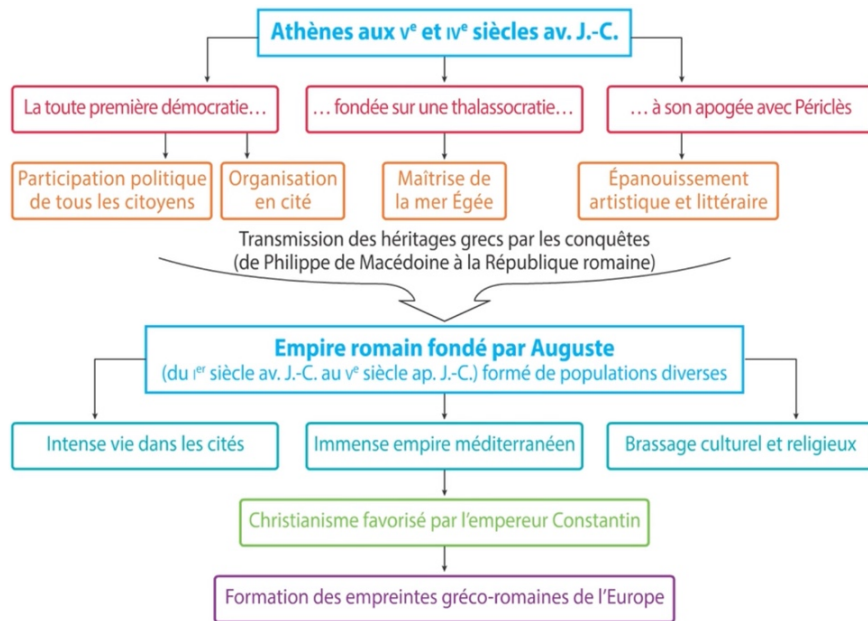 Athènes aux Vᵉ et IVᵉ siècles av. J.-C.
La toute première démocratie…
… fondée sur une thalassocratie…
… à son apogée avec Périclès
Participation politique
de tous les citoyens
Organisation
en cité
Maîtrise de
la mer Égée
Épanouissement
artistique et littéraire
Transmission des héritages grecs par les conquêtes
(de Philippe de Macédoine à la République romaine)
Empire romain fondé par Auguste
(du Iᵉʳ siècle av. J.-C. au Vᵉ siècle ap. J.-C.) formé de populations diverses
Intense vie dans les cités
Immense empire méditerranéen
Brassage culturel et religieux
Christianisme favorisé par l’empereur Constantin
Formation des empreintes gréco-romaines de l’Europe